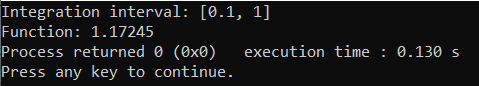 Integration interval: [0.1, 1]
Function: 1.17245
Process returned 0 (0x0)   execution time : 0.130 s
Press any key to continue.